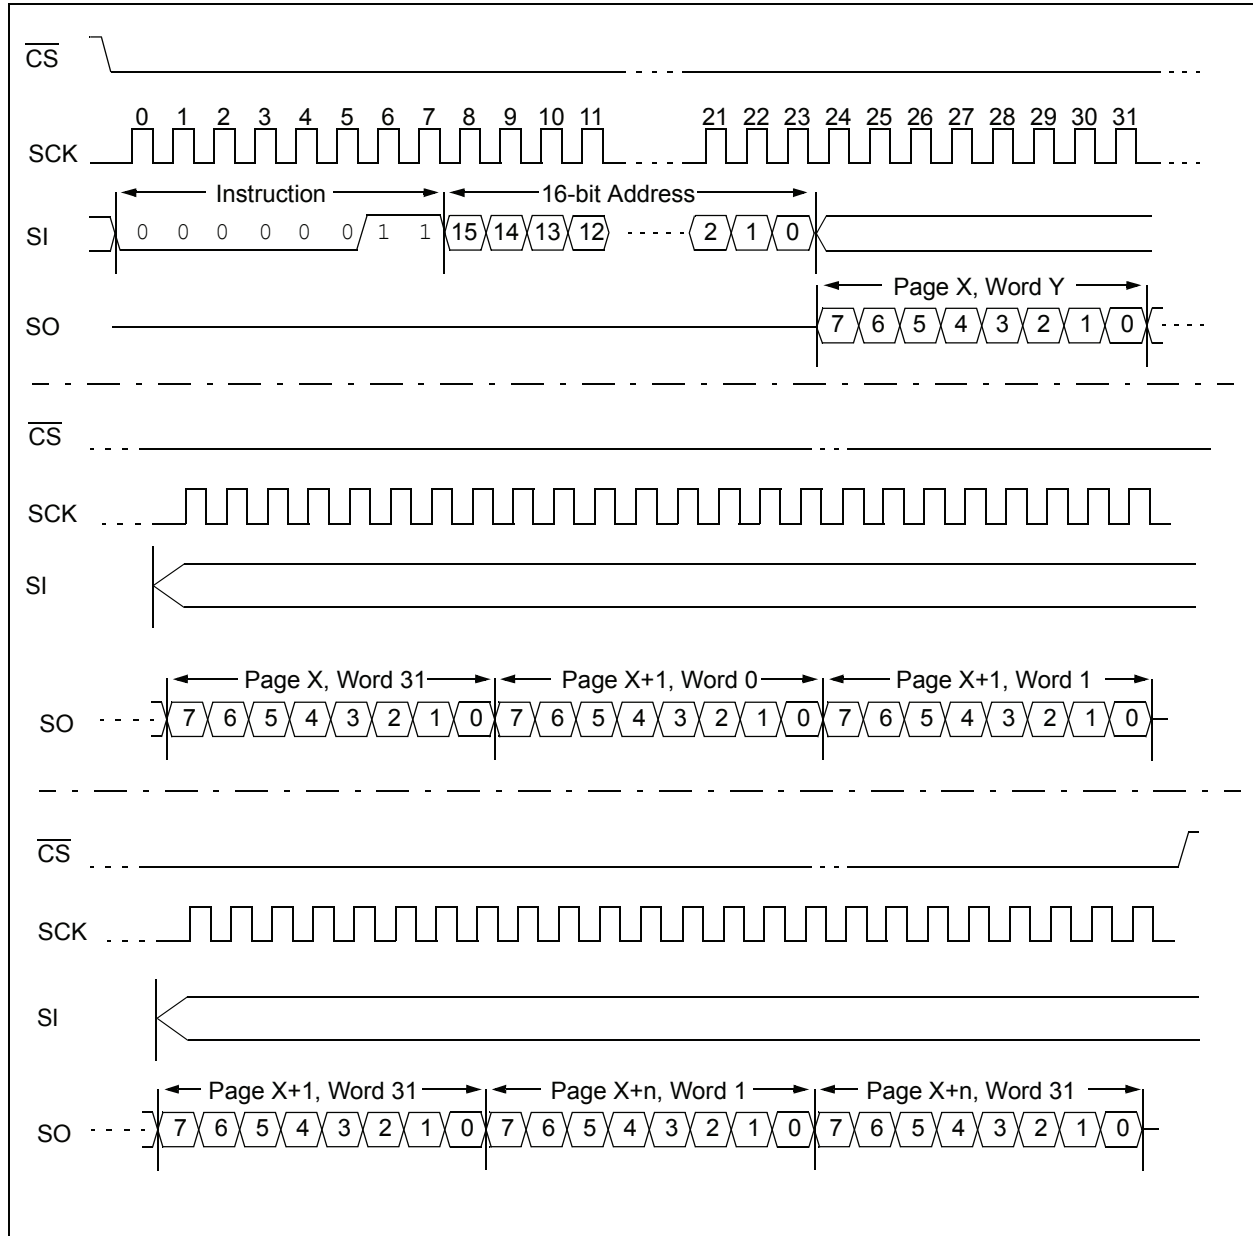 CS
0 1 2 3 4 5 6 7 8 9 10 11 21 22 23 24 25 26 27 28 29 30 31
SCK
Instruction 16-bit Address
SI 0 0 0 0 0 0 1 1 15 14 13 12 2 1 0
Page X, Word Y
SO 7 6 5 4 3 2 1 0
CS
SCK
SI
Page X, Word 31 Page X+1, Word 0 Page X+1, Word 1
SO 7 6 5 4 3 2 1 0 7 6 5 4 3 2 1 0 7 6 5 4 3 2 1 0
CS
SCK
SI
Page X+1, Word 31 Page X+n, Word 1 Page X+n, Word 31
SO 7 6 5 4 3 2 1 0 7 6 5 4 3 2 1 0 7 6 5 4 3 2 1 0